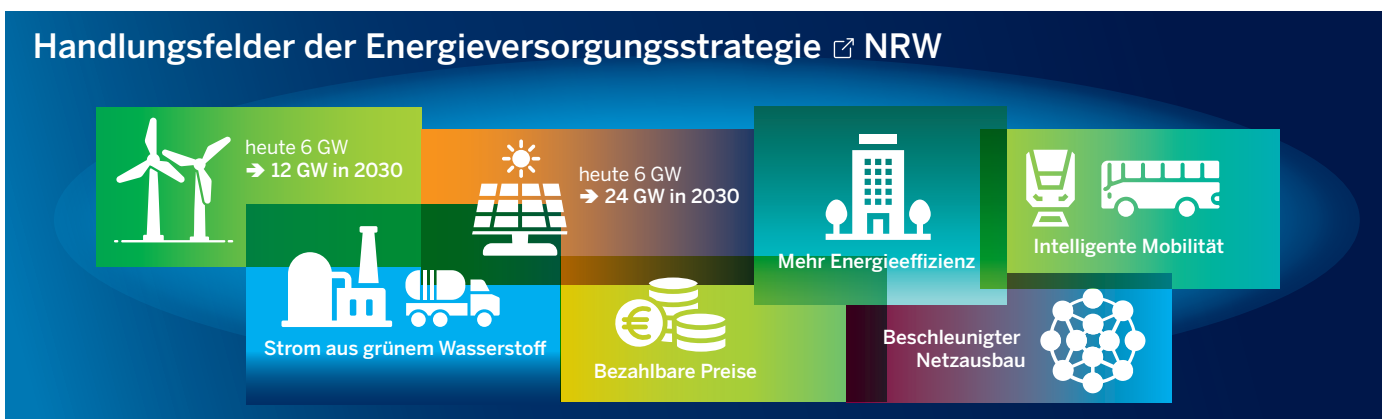 Handlungsfelder der Energieversorgungsstrategie NRW
heute 6 GW
➔ 12 GW in 2030
heute 6 GW
➔ 24 GW in 2030
Mehr Energieeffizienz
Intelligente Mobilität
Strom aus grünem Wasserstoff
€
Bezahlbare Preise
Beschleunigter
Netzausbau